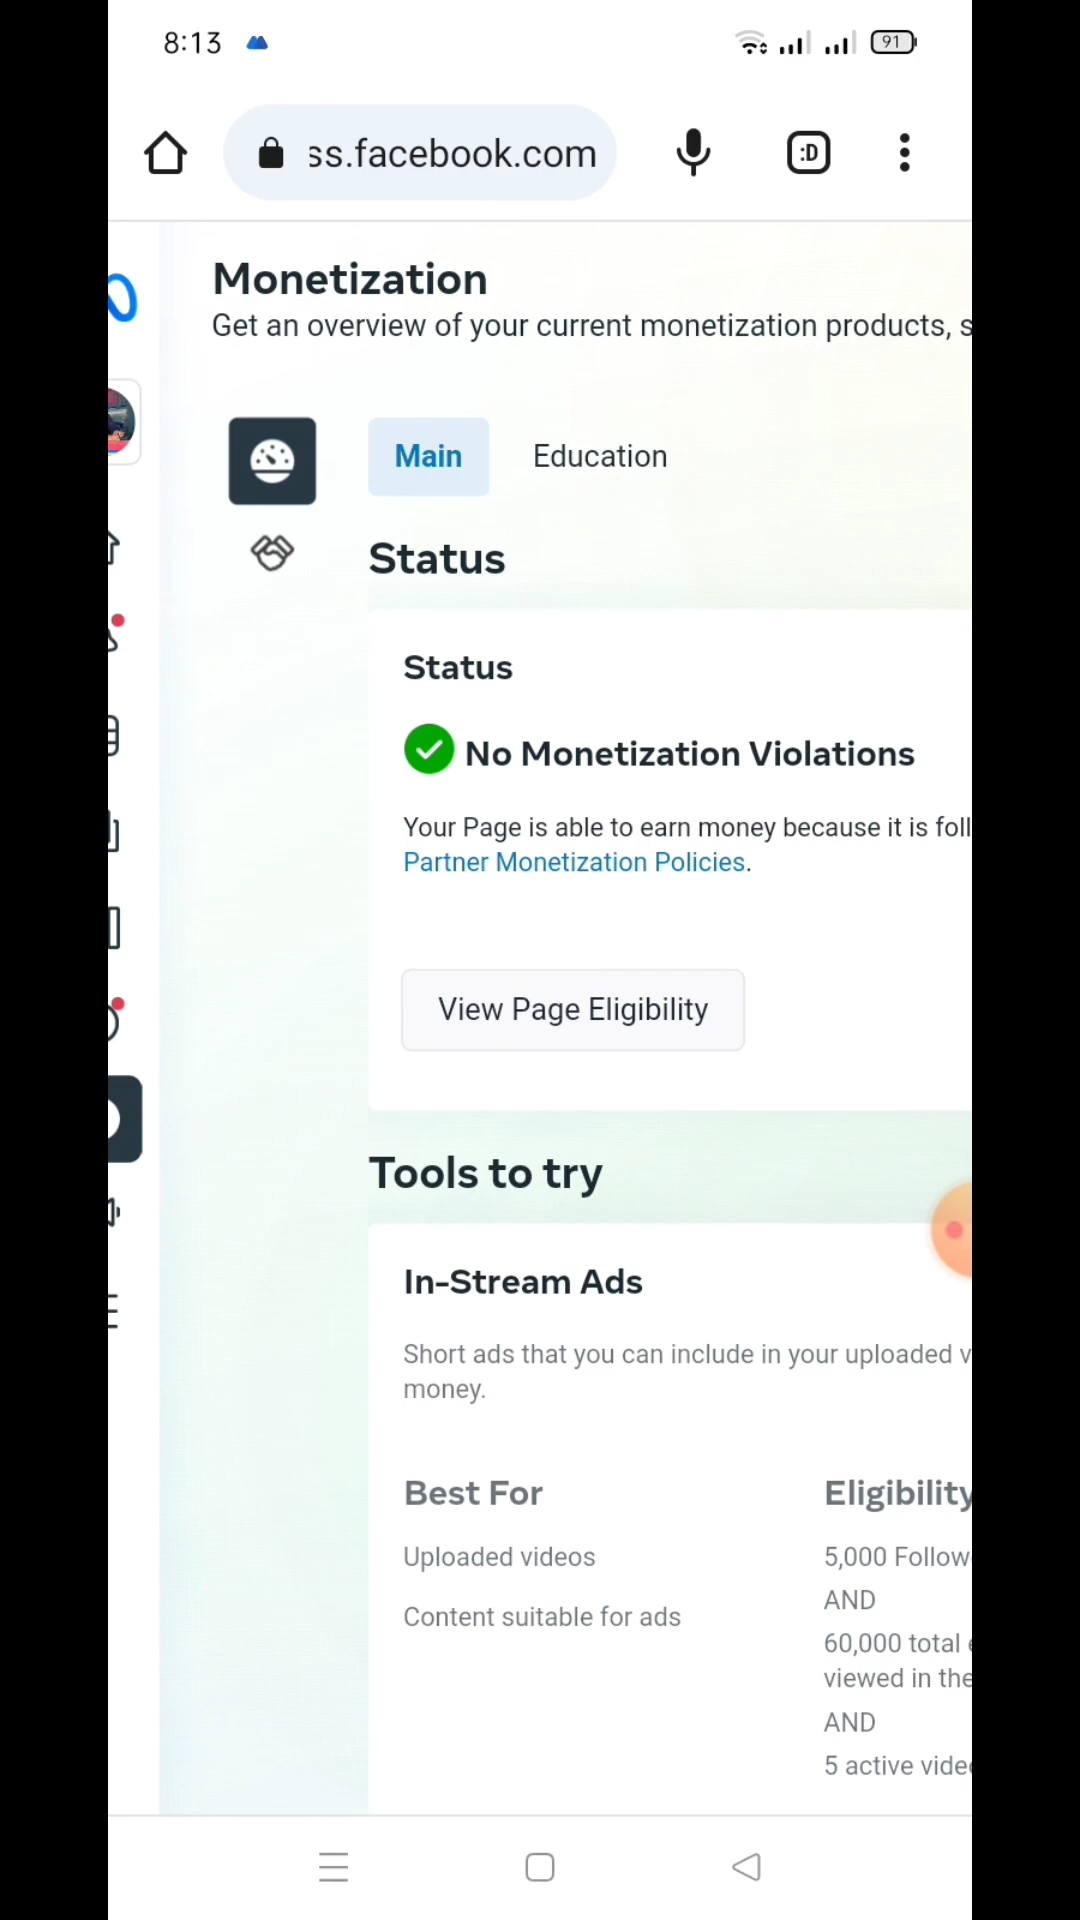 8:13
91
ss.facebook.com
:D
Monetization
Get an overview of your current monetization products, s
Main
Education
Status
Status
No Monetization Violations
Your Page is able to earn money because it is foll
Partner Monetization Policies.
View Page Eligibility
Tools to try
In-Stream Ads
Short ads that you can include in your uploaded v
money.
Best For
Eligibility
Uploaded videos
5,000 Follow
Content suitable for ads
AND
60,000 total
viewed in the
AND
5 active vide